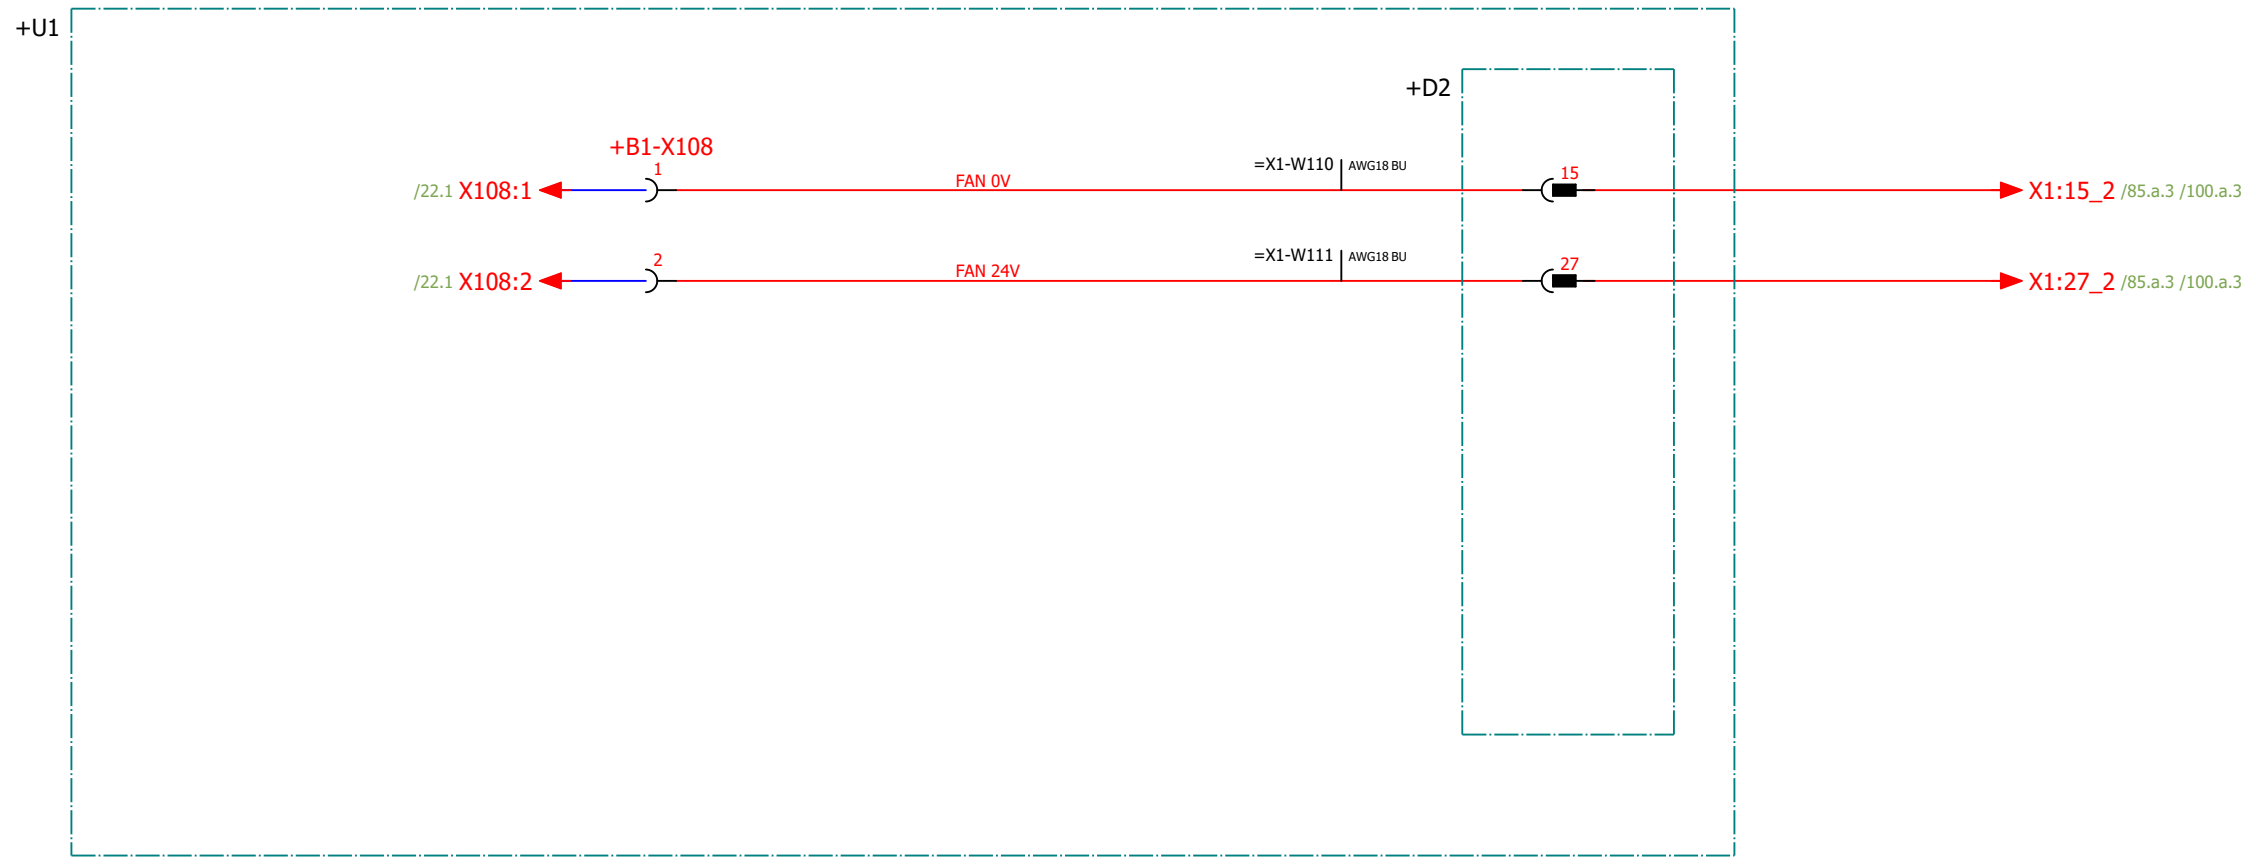 +U1
+D2
+B1-X108
1
=X1-W110 AWG18 BU
15
/22.1 X108:1 FAN 0V X1:15_2 /85.a.3 /100.a.3
2
=X1-W111 AWG18 BU
27
/22.1 X108:2 FAN 24V X1:27_2 /85.a.3 /100.a.3